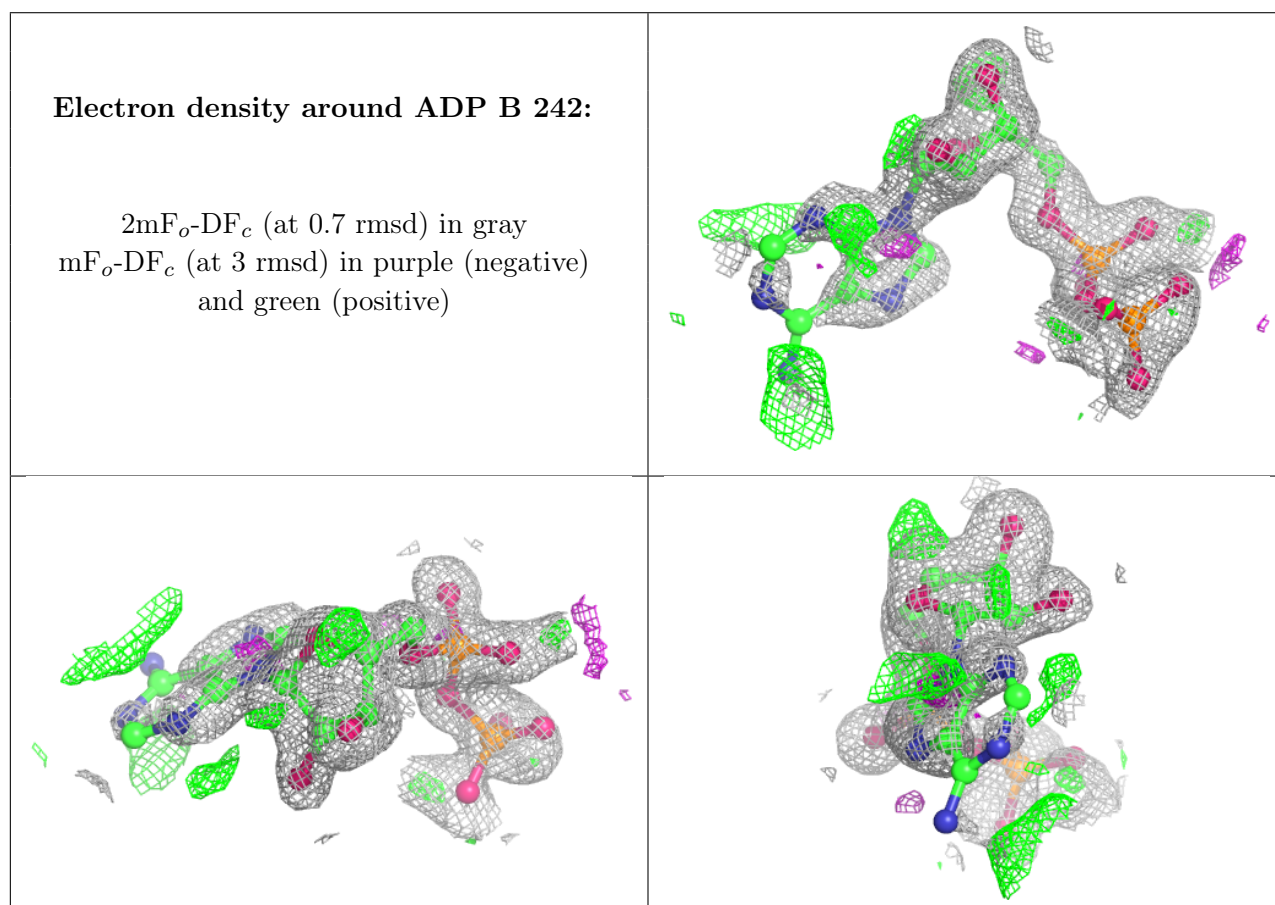 Electron density around ADP B 242:
2mFo-DFc (at 0.7 rmsd) in gray
mFo-DFc (at 3 rmsd) in purple (negative)
and green (positive)